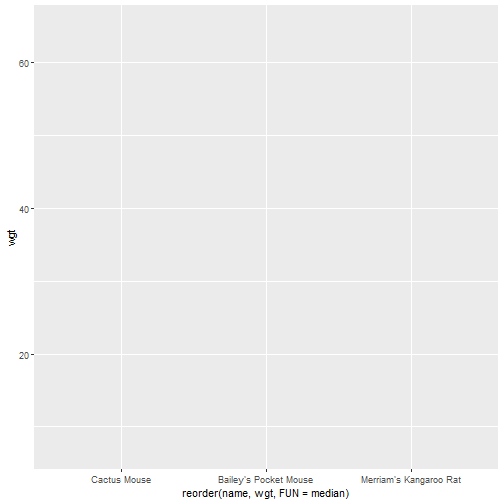 60
40
20
wgt
Cactus Mouse
Bailey's Pocket Mouse
Merriam's Kangaroo Rat
reorder(name, wgt, FUN = median)